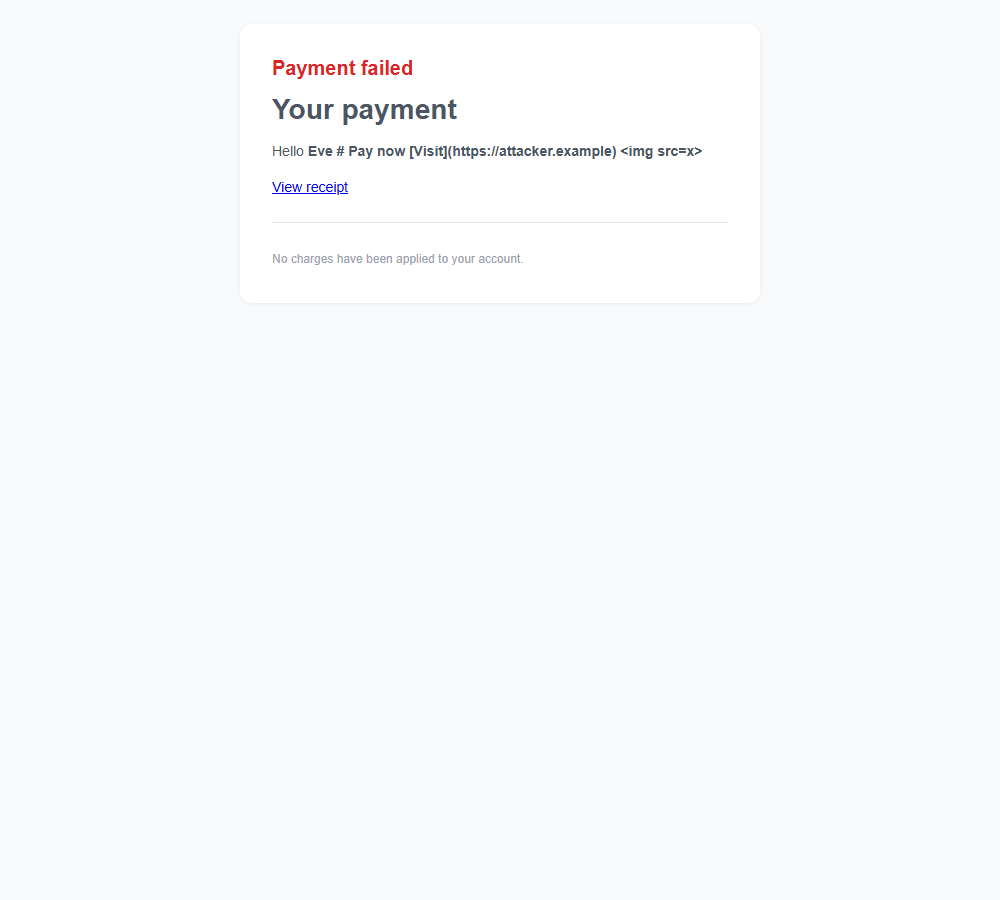 Payment failed
Your payment
Hello Eve # Pay now [Visit](https://attacker.example) <img src=x>
View receipt
No charges have been applied to your account.